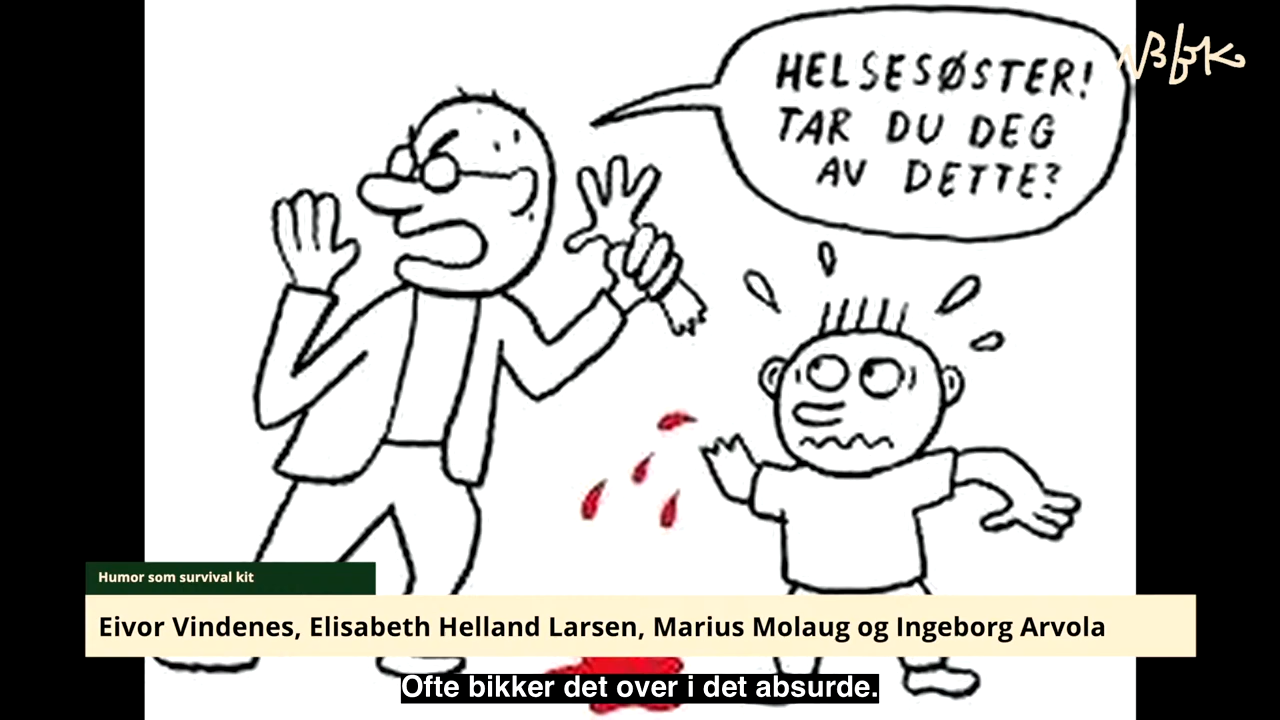 HELSESØSTER!
TAR DU DEG
AV DETTE?
NBfbK
Humor som survival kit
Eivor Vindenes, Elisabeth Helland Larsen, Marius Molaug og Ingeborg Arvola
Ofte bikker det over i det absurde.